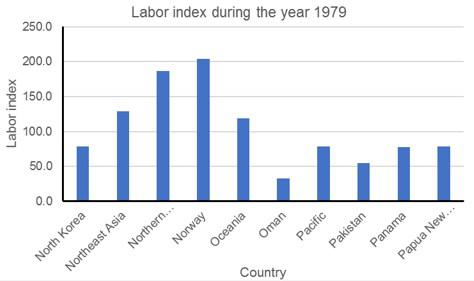 Labor index during the year 1979
Labor index
250.0
200.0
150.0
100.0
50.0
0.0
North Korea
Northeast Asia
Northern...
Norway
Oceania
Oman
Pacific
Pakistan
Panama
Papua New...
Country